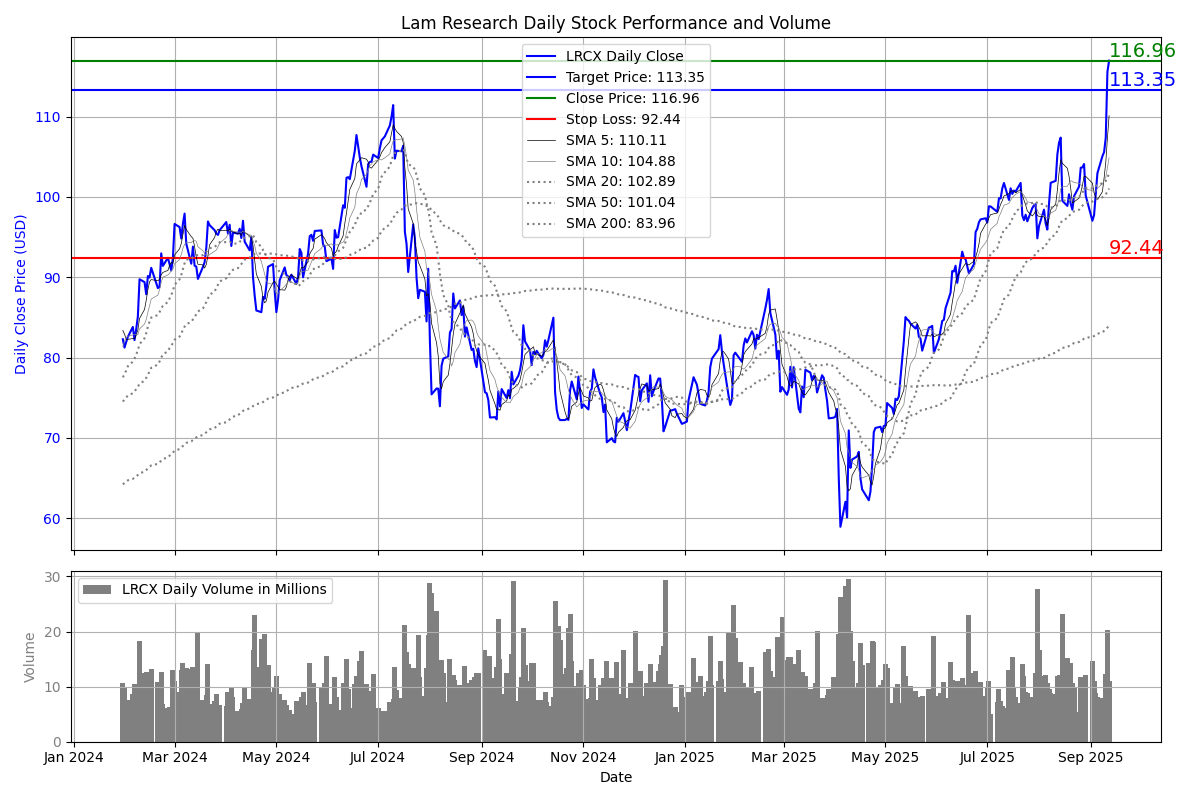 Lam Research Daily Stock Performance and Volume
116.96
113.35
92.44
LRCX Daily Close
Target Price: 113.35
Close Price: 116.96
Stop Loss: 92.44
SMA 5: 110.11
SMA 10: 104.88
SMA 20: 102.89
SMA 50: 101.04
SMA 200: 83.96
Daily Close Price (USD)
110
100
90
80
70
60
LRCX Daily Volume in Millions
Volume
30
20
10
0
Jan 2024
Mar 2024
May 2024
Jul 2024
Sep 2024
Nov 2024
Jan 2025
Mar 2025
May 2025
Jul 2025
Sep 2025
Date